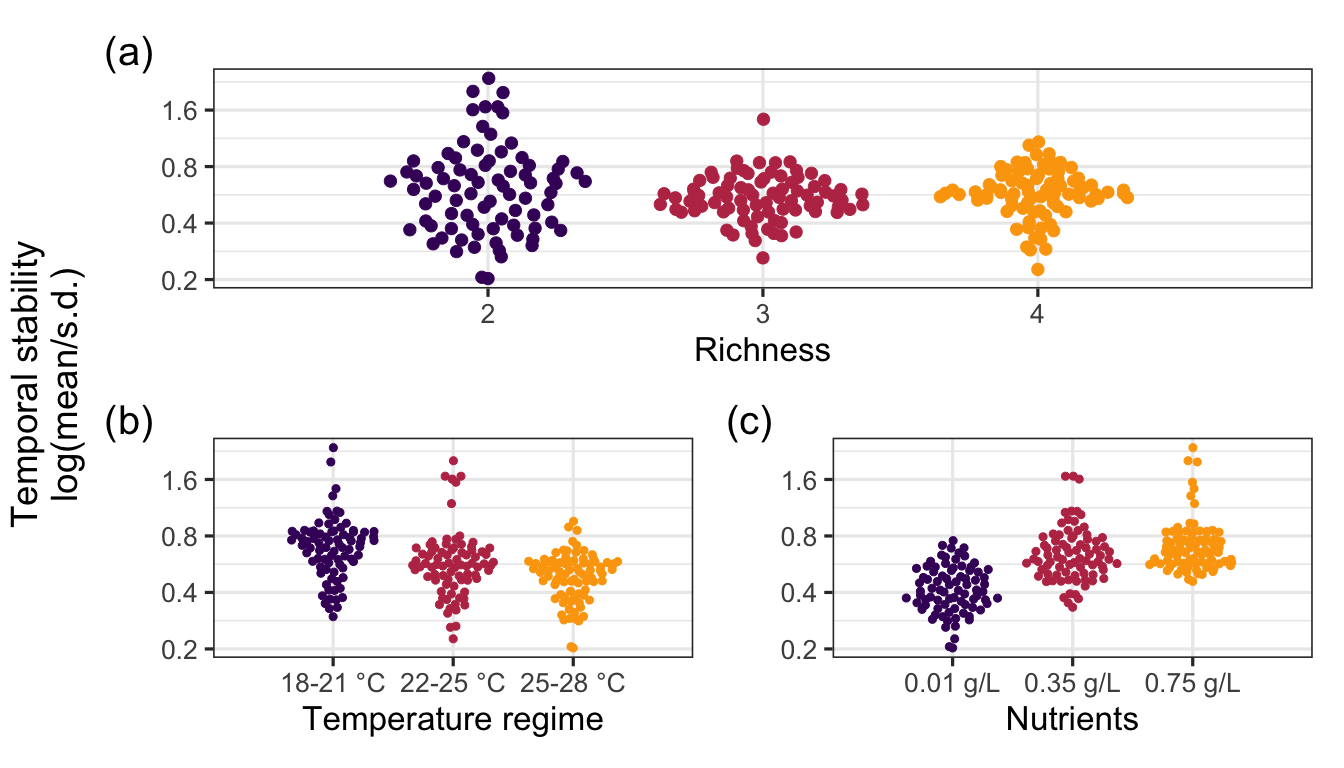 (a)
Temporal stability
log(mean/s.d.)
1.6
0.8
0.4
0.2
2 3 4
Richness
(b)
1.6
0.8
0.4
0.2
18-21 °C 22-25 °C 25-28 °C
Temperature regime
(c)
1.6
0.8
0.4
0.2
0.01 g/L 0.35 g/L 0.75 g/L
Nutrients